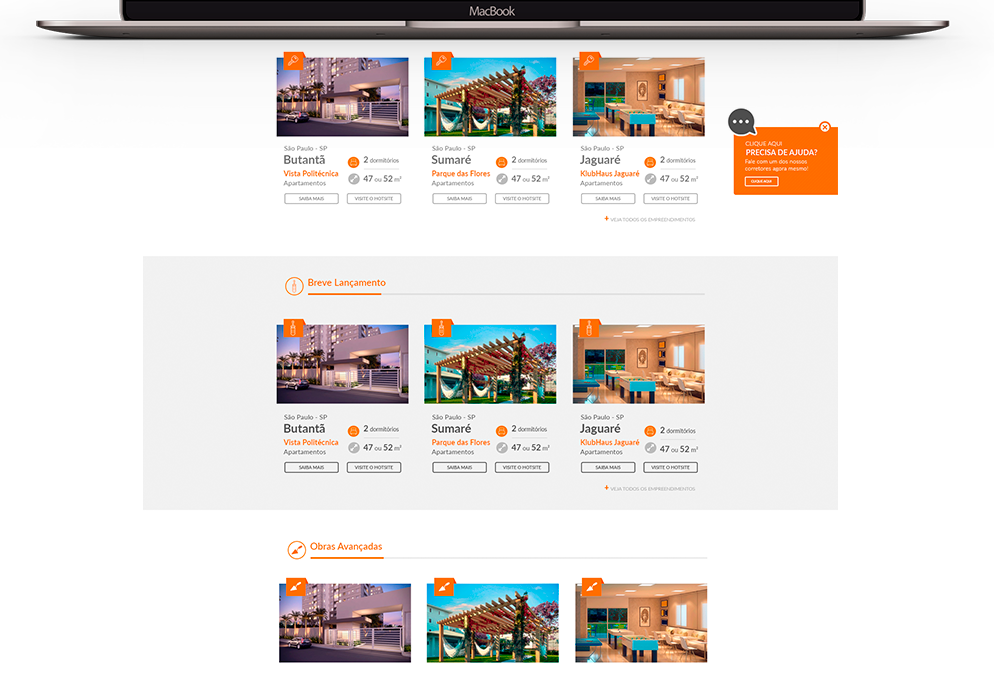 MacBook
São Paulo - SP
Butantã
Vista Politécnica
Apartamentos
2 dormitórios
47 ou 52 m²
SAIBA MAIS
VISITE O HOTSITE
São Paulo - SP
Sumaré
Parque das Flores
Apartamentos
2 dormitórios
47 ou 52 m²
SAIBA MAIS
VISITE O HOTSITE
São Paulo - SP
Jaguaré
KlubHaus Jaguaré
Apartamentos
2 dormitórios
47 ou 52 m²
SAIBA MAIS
VISITE O HOTSITE
+ VEJA TODOS OS EMPREENDIMENTOS
CLIQUE AQUI
PRECISA DE AJUDA?
Fale com um dos nossos
corretores agora mesmo!
CLIQUE AQUI
Breve Lançamento
São Paulo - SP
Butantã
Vista Politécnica
Apartamentos
2 dormitórios
47 ou 52 m²
SAIBA MAIS
VISITE O HOTSITE
São Paulo - SP
Sumaré
Parque das Flores
Apartamentos
2 dormitórios
47 ou 52 m²
SAIBA MAIS
VISITE O HOTSITE
São Paulo - SP
Jaguaré
KlubHaus Jaguaré
Apartamentos
2 dormitórios
47 ou 52 m²
SAIBA MAIS
VISITE O HOTSITE
+ VEJA TODOS OS EMPREENDIMENTOS
Obras Avançadas